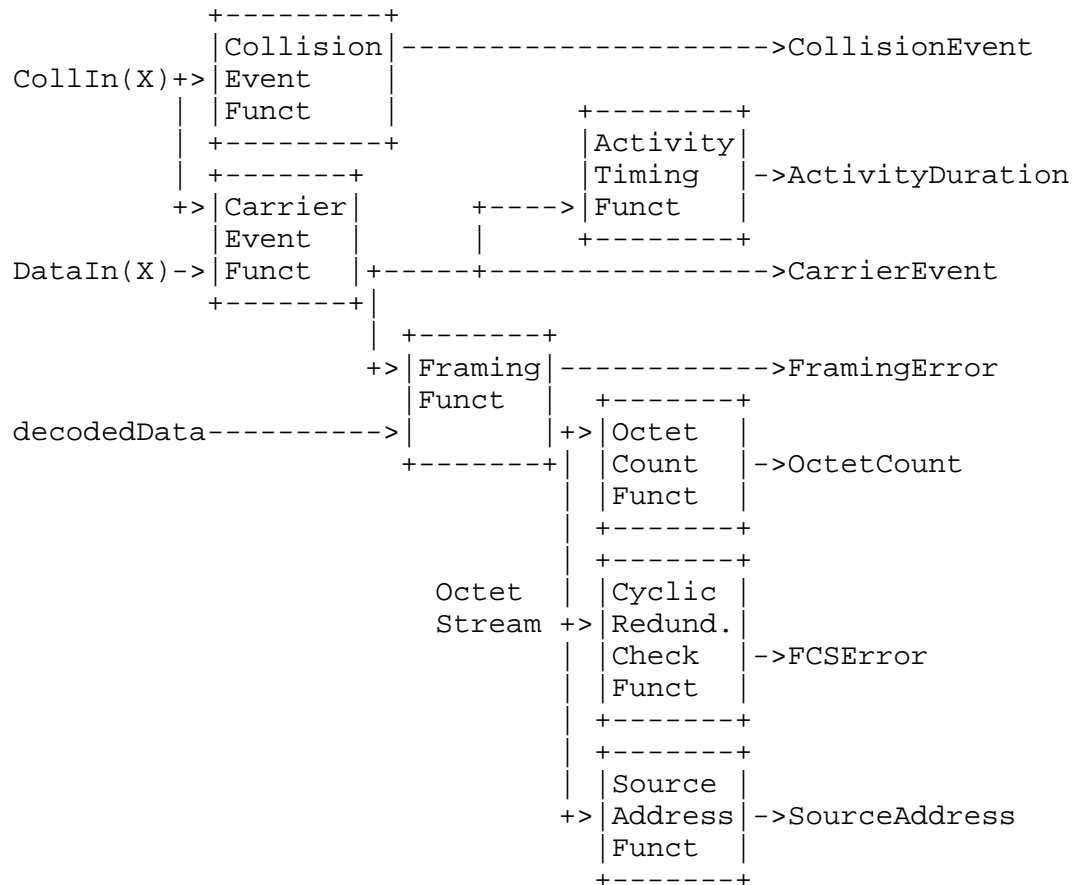 +---------+
|Collision|--------------------->CollisionEvent
CollIn(X)+>|Event    |
| |Funct    |           +--------+
| +---------+           |Activity|
| +-------+             |Timing  |->ActivityDuration
+>|Carrier|      +---->|Funct   |
|Event  |      |     +--------+
DataIn(X)->|Funct  |+-----+---------------->CarrierEvent
+-------+|
| +-------+
+>|Framing|------------>FramingError
|Funct  |  +-------+
decodedData---------->|       |+>|Octet  |
+-------+| |Count  |->OctetCount
| |Funct  |
| +-------+
| +-------+
Octet  | |Cyclic |
Stream +>|Redund.|
| |Check  |->FCSError
| |Funct  |
| +-------+
| +-------+
| |Source |
+>|Address|->SourceAddress
|Funct  |
+-------+